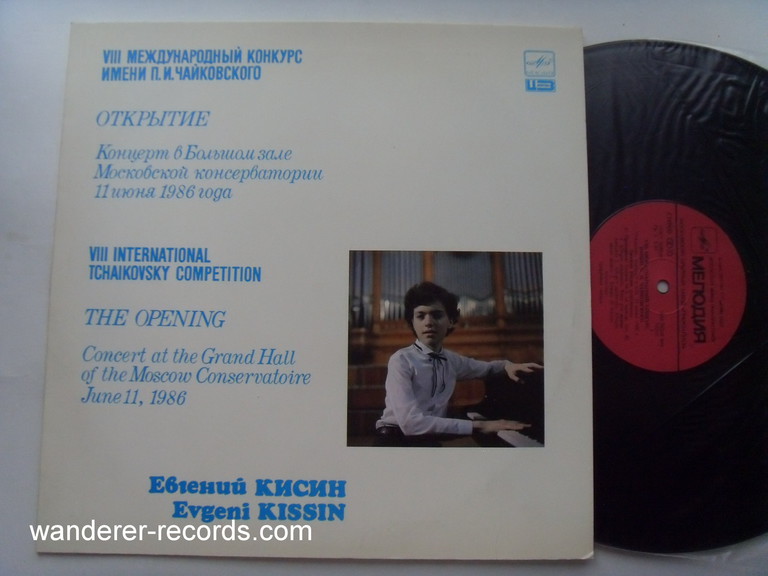 VIII МЕЖДУНАРОДНЫЙ КОНКУРС
ИМЕНИ П.И.ЧАЙКОВСКОГО
ОТКРЫТИЕ
Концерт в Большом зале
Московской консерватории
11 июня 1986 года
VIII INTERNATIONAL
TCHAIKOVSKY COMPETITION
THE OPENING
Concert at the Grand Hall
of the Moscow Conservatoire
June 11, 1986
Евгений КИСИН
Evgeni KISSIN
МЕЛОДИЯ
wanderer-records.com